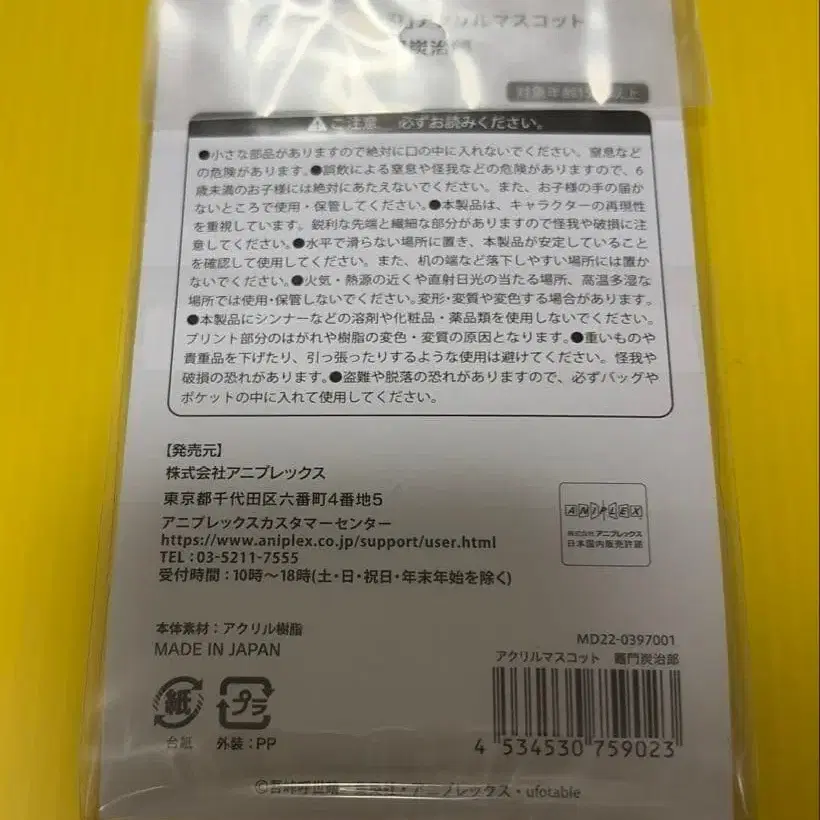 アクリルマスコット
炭治郎
対象年齢15歳以上
ご注意 必ずお読みください。
●小さな部品がありますので絶対に口の中に入れないでください。窒息など
の危険があります。●誤飲による窒息や怪我などの危険がありますので、6
歳未満のお子様には絶対にあたえないでください。また、お子様の手の届か
ないところで使用・保管してください。●本製品は、キャラクターの再現性
を重視しています。鋭利な先端と繊細な部分がありますので怪我や破損に注
意してください。●水平で滑らない場所に置き、本製品が安定していること
を確認して使用してください。また、机の端など落下しやすい場所には置か
ないでください。●火気・熱源の近くや直射日光の当たる場所、高温多湿な
場所では使用・保管しないでください。変形・変質や変色する場合があります。
●本製品にシンナーなどの溶剤や化粧品・薬品類を使用しないでください。
プリント部分のはがれや樹脂の変色・変質の原因となります。●重いものや
貴重品を下げたり、引っ張ったりするような使用は避けてください。怪我や
破損の恐れがあります。●盗難や脱落の恐れがありますので、必ずバッグや
ポケットの中に入れて使用してください。
【発売元】
株式会社アニプレックス
東京都千代田区六番町4番地5
アニプレックスカスタマーセンター
https://www.aniplex.co.jp/support/user.html
TEL：03-5211-7555
受付時間：10時～18時(土・日・祝日・年末年始を除く)
ANIPLEX
株式会社アニプレックス
日本国内販売許諾
本体素材：アクリル樹脂
MADE IN JAPAN
紙
台紙
プラ
外装：PP
MD22-0397001
アクリルマスコット 竈門炭治郎
4 534530 759023
©吾峠呼世晴 集英社・アニプレックス・ufotable